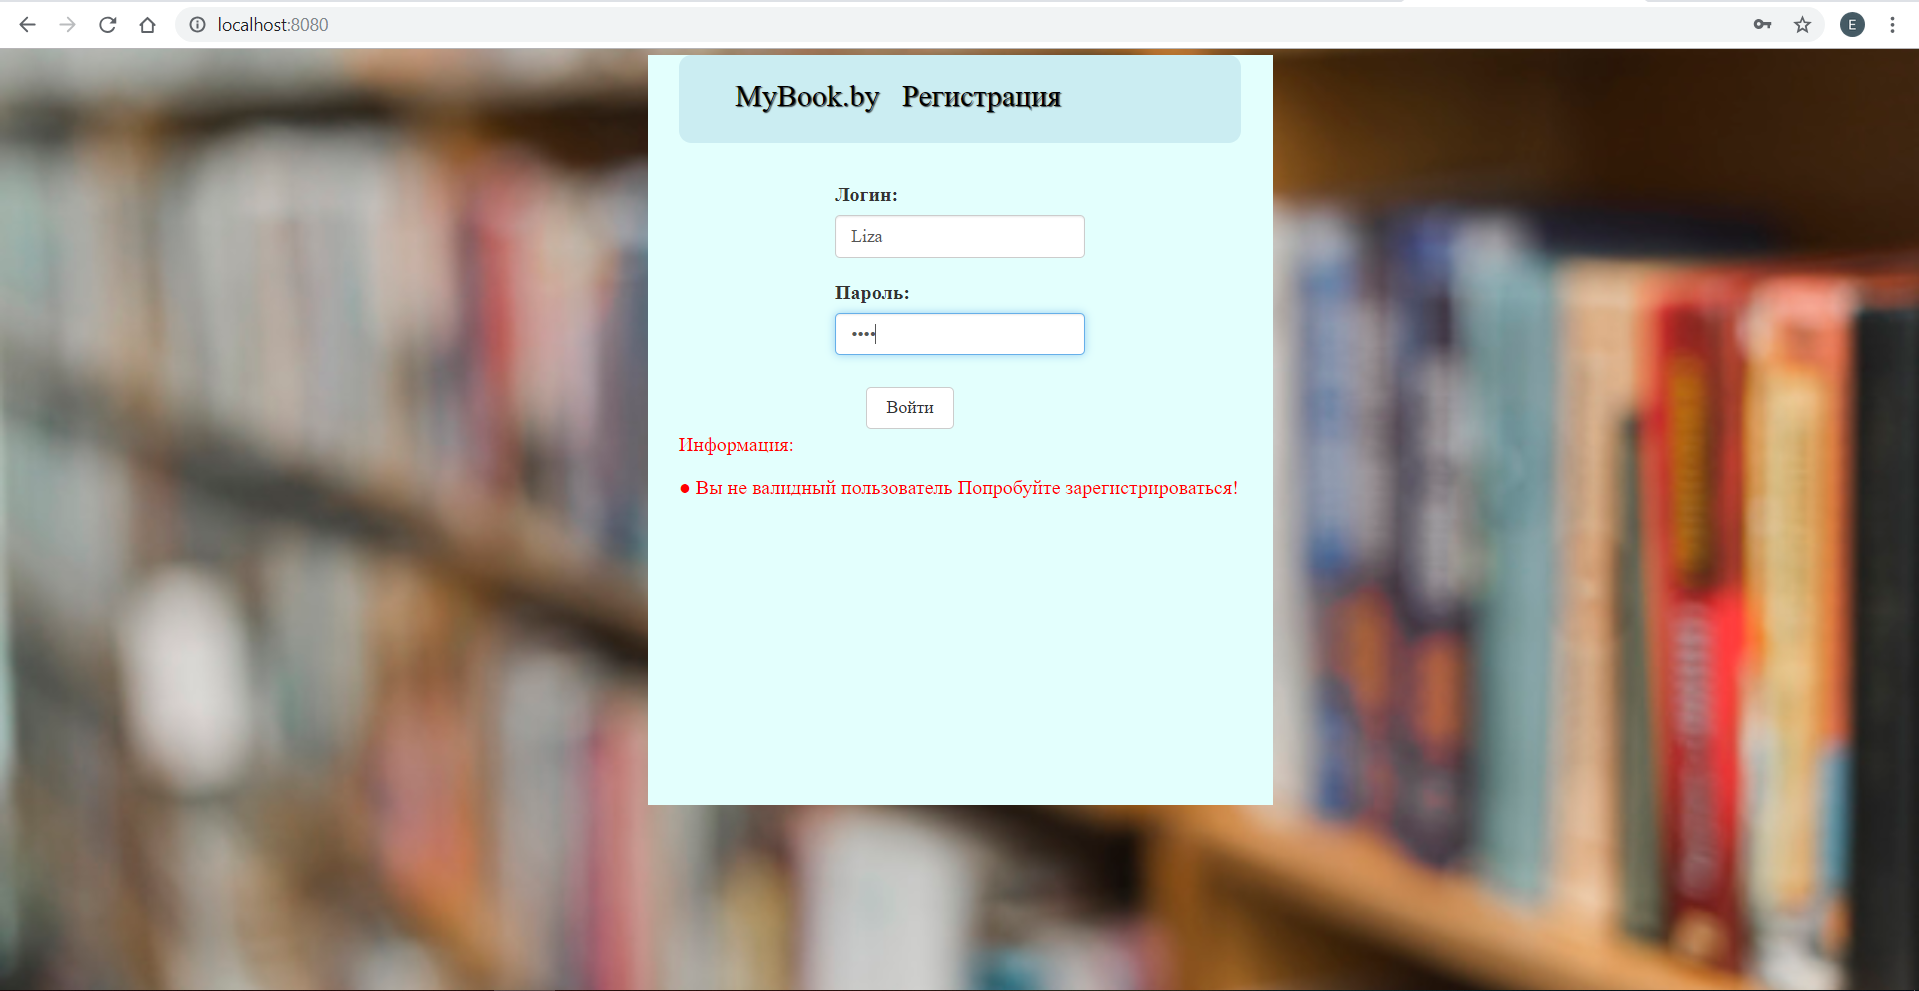 localhost:8080
E
MyBook.by Регистрация
Логин:
Liza
Пароль:
••••
Войти
Информация:
● Вы не валидный пользователь Попробуйте зарегистрироваться!